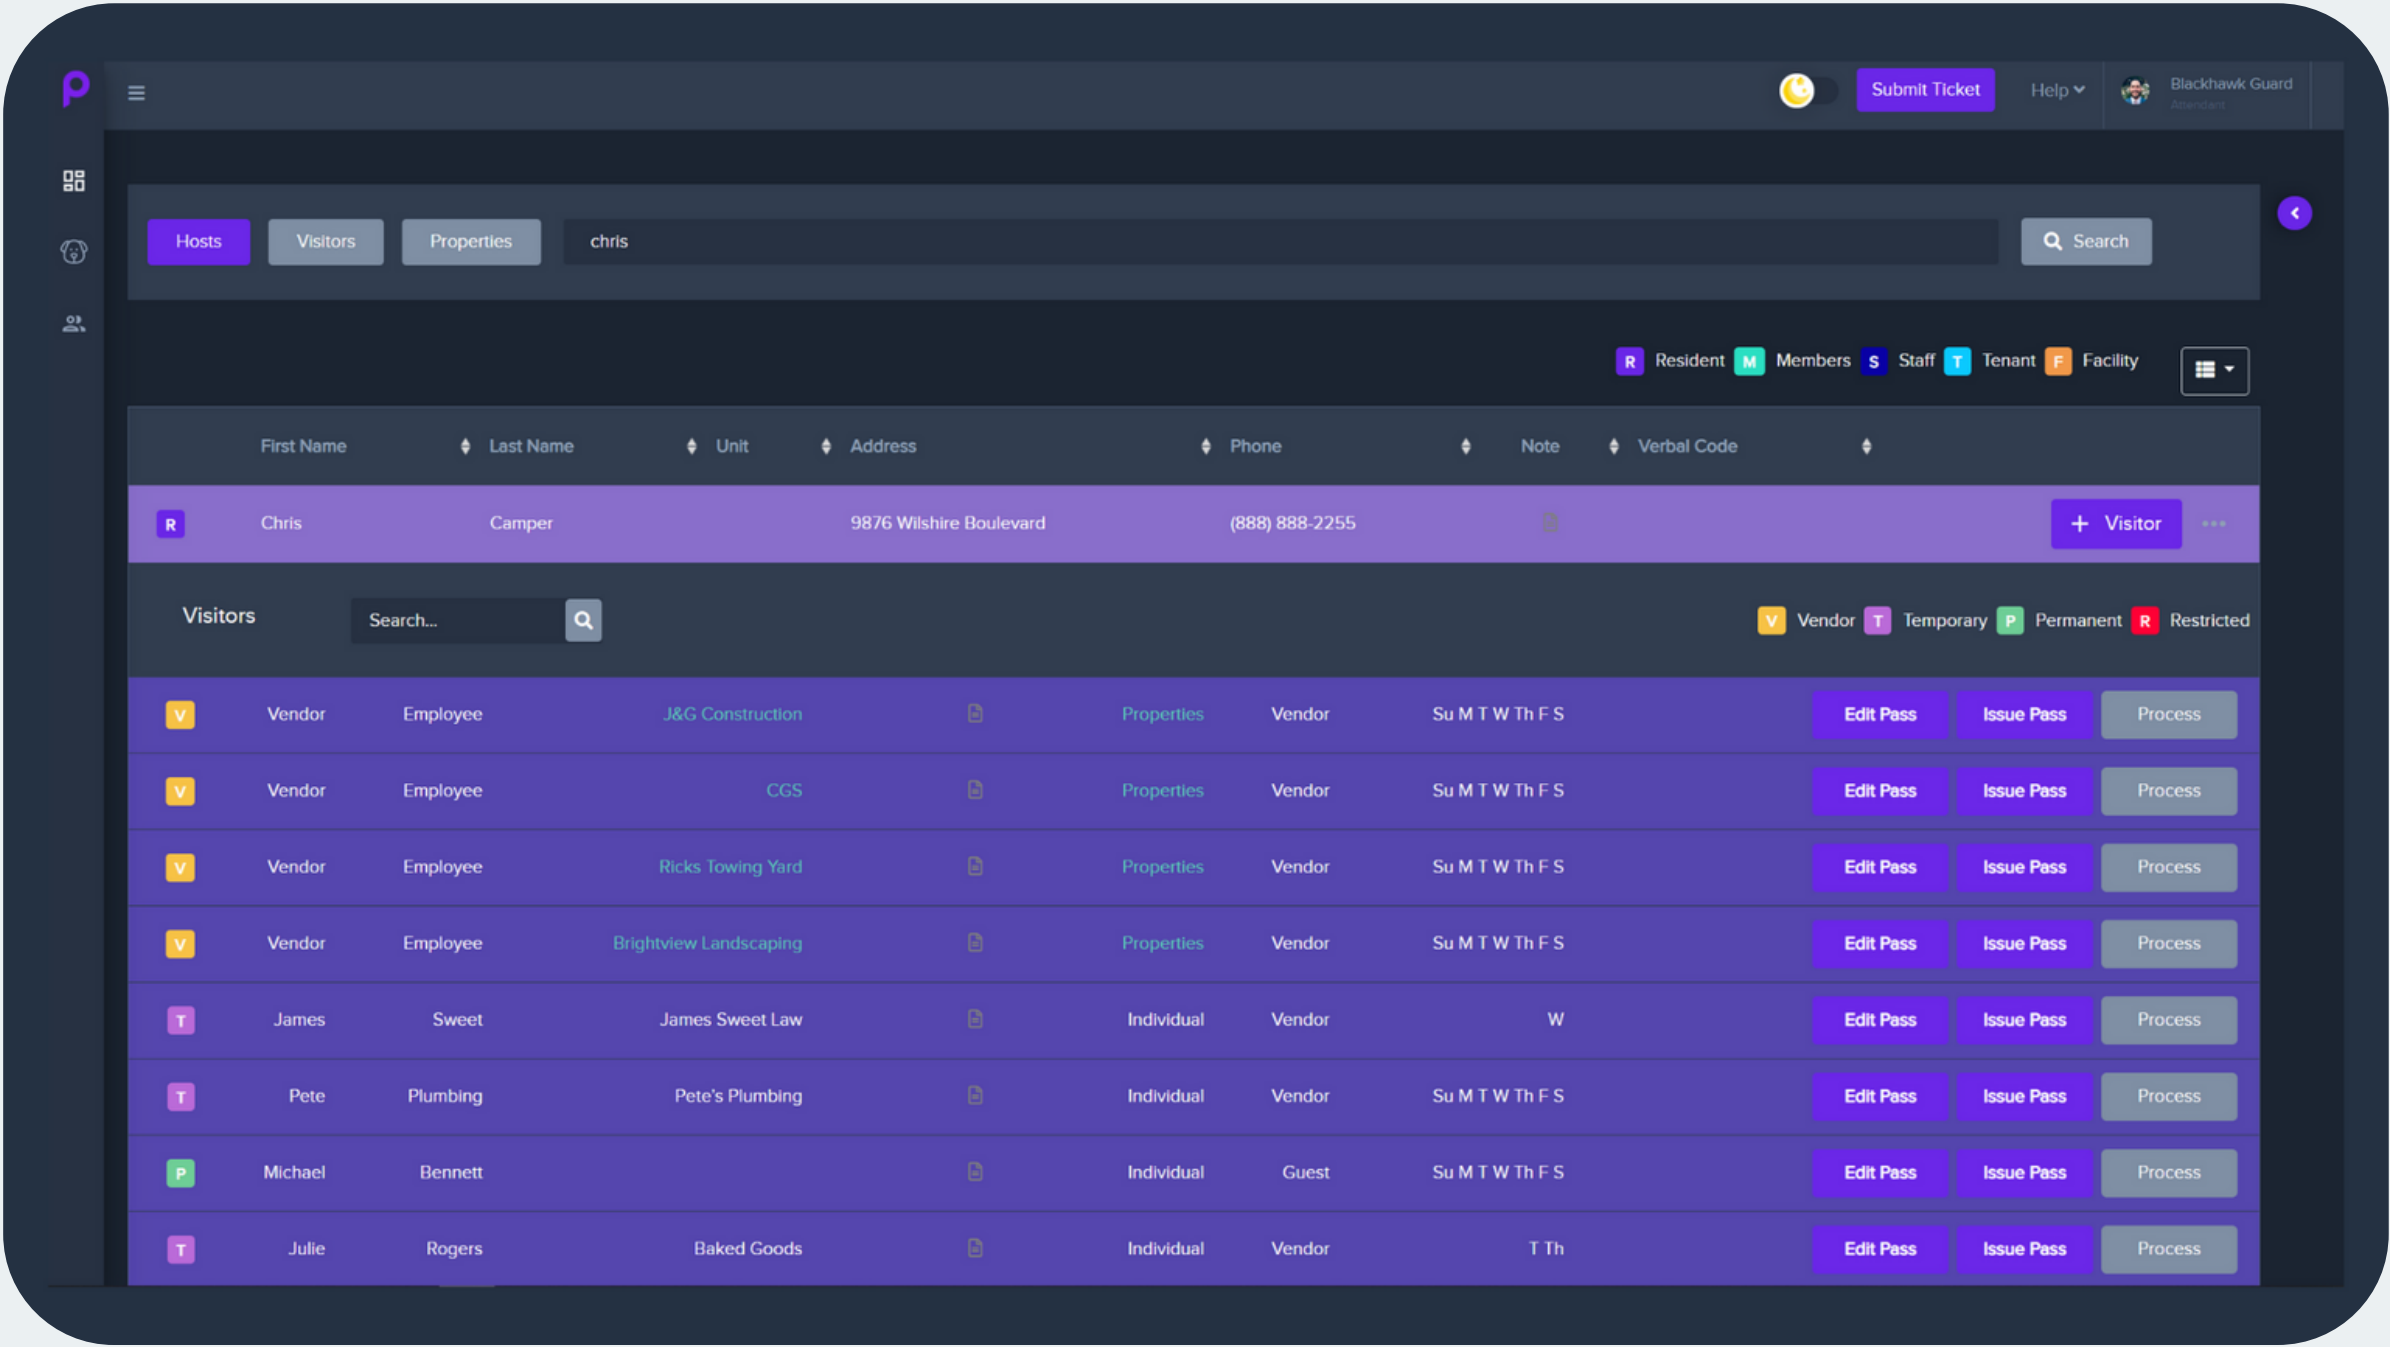 Submit Ticket Help Blackhawk Guard
Attendant
Hosts Visitors Properties chris Search
R Resident M Members S Staff T Tenant F Facility
First Name Last Name Unit Address Phone Note Verbal Code
R Chris Camper 9876 Wilshire Boulevard (888) 888-2255 + Visitor ...
Visitors Search... V Vendor T Temporary P Permanent R Restricted
V Vendor Employee J&G Construction Properties Vendor Su M T W Th F S Edit Pass Issue Pass Process
V Vendor Employee CGS Properties Vendor Su M T W Th F S Edit Pass Issue Pass Process
V Vendor Employee Ricks Towing Yard Properties Vendor Su M T W Th F S Edit Pass Issue Pass Process
V Vendor Employee Brightview Landscaping Properties Vendor Su M T W Th F S Edit Pass Issue Pass Process
T James Sweet James Sweet Law Individual Vendor W Edit Pass Issue Pass Process
T Pete Plumbing Pete's Plumbing Individual Vendor Su M T W Th F S Edit Pass Issue Pass Process
P Michael Bennett Individual Guest Su M T W Th F S Edit Pass Issue Pass Process
T Julie Rogers Baked Goods Individual Vendor T Th Edit Pass Issue Pass Process